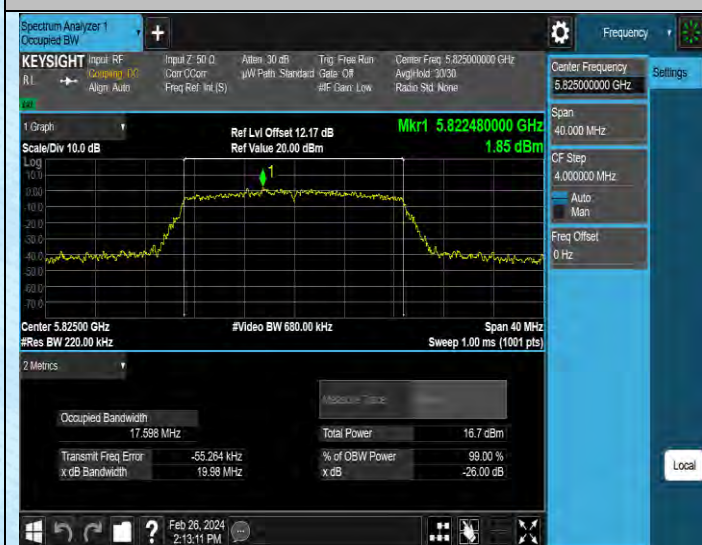 Spectrum Analyzer 1
Occupied BW
Frequency
KEYSIGHT
RL
Input: RF
Coupling: DC
Align: Auto
Input Z: 50 Ω
Corr CCorr
Freq Ref: Int (S)
Atten: 30 dB
µW Path: Standard
Trig: Free Run
Gate: Off
#IF Gain: Low
Center Freq: 5.825000000 GHz
Avg|Hold: 30/30
Radio Std: None
Center Frequency
5.825000000 GHz
Settings
Span
40.000 MHz
CF Step
4.000000 MHz
Auto
Man
Freq Offset
0 Hz
1 Graph
Scale/Div 10.0 dB
Ref Lvl Offset 12.17 dB
Ref Value 20.00 dBm
Mkr1 5.822480000 GHz
1.85 dBm
Log
10.0
0.00
-10.0
-20.0
-30.0
-40.0
-50.0
-60.0
-70.0
1
Center 5.82500 GHz
#Video BW 680.00 kHz
Span 40 MHz
#Res BW 220.00 kHz
Sweep 1.00 ms (1001 pts)
2 Metrics
Measure Trace
Occupied Bandwidth
17.598 MHz
Total Power
16.7 dBm
Transmit Freq Error
-55.264 kHz
% of OBW Power
99.00 %
x dB Bandwidth
19.98 MHz
x dB
-26.00 dB
Local
Feb 26, 2024
2:13:11 PM